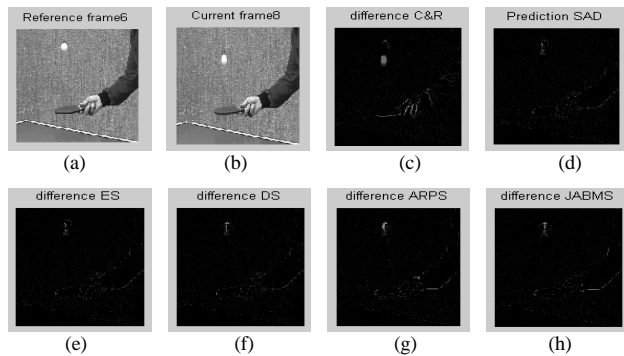 Reference frame6
Current frame8
difference C&R
Prediction SAD
(a)
(b)
(c)
(d)
difference ES
difference DS
difference ARPS
difference JABMS
(e)
(f)
(g)
(h)